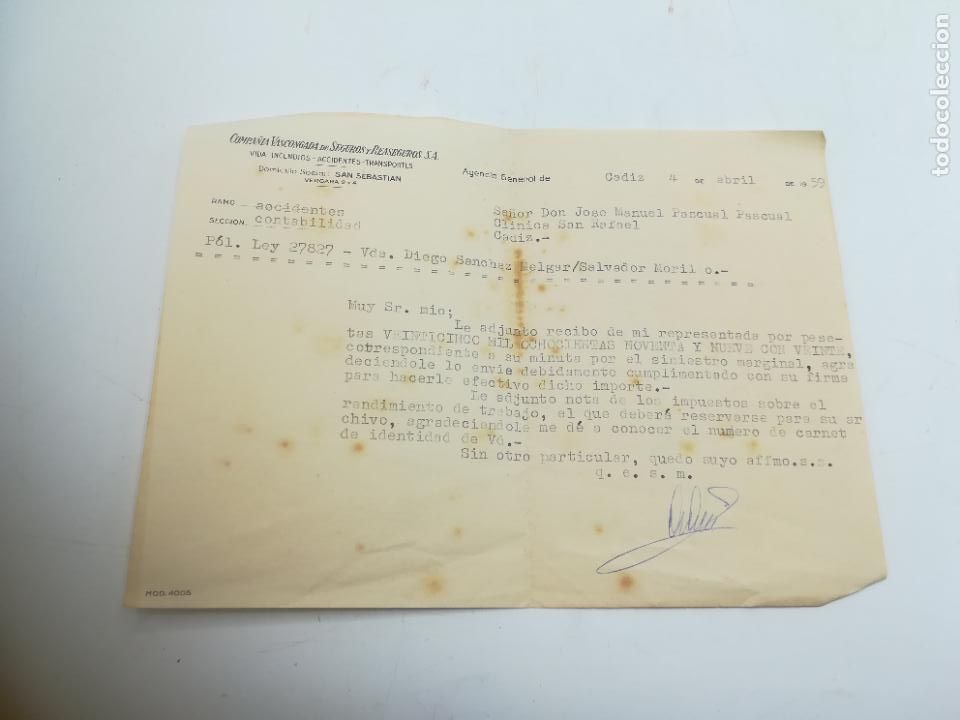 COMPAÑIA VASCONGADA DE SEGUROS Y REASEGUROS S.A.
VIDA-INCENDIOS-ACCIDENTES-TRANSPORTES
Domicilio Social: SAN SEBASTIAN
VERGARA 2 y 4
Agencia General de Cadiz 4 DE abril DE 1959
RAMO accidentes
SECCIÓN contabilidad
Señor Don Jose Manuel Pascual Pascual
Clinica San Rafael
Cadiz.-
Pól. Ley 27827 - Vda. Diego Sanchez Melgar/Salvador Moril o.-
Muy Sr. mio;
Le adjunto recibo de mi representada por pese-
tas VEINTICINCO MIL OCHOCIENTAS NOVENTA Y NUEVE CON VEINTE,
correspondiente a su minuta por el siniestro marginal, agra
deciendole lo envie debidamente cumplimentado con su firma
para hacerle efectivo dicho importe.-
Le adjunto nota de los impuestos sobre el
rendimiento de trabajo, el que deberá reservarse para su ar
chivo, agradeciendole me dé a conocer el numero de carnet
de identidad de Vd.-
Sin otro particular, quedo suyo affmo.s.s.
q. e. s. m.
MOD. 4005
todocoleccion